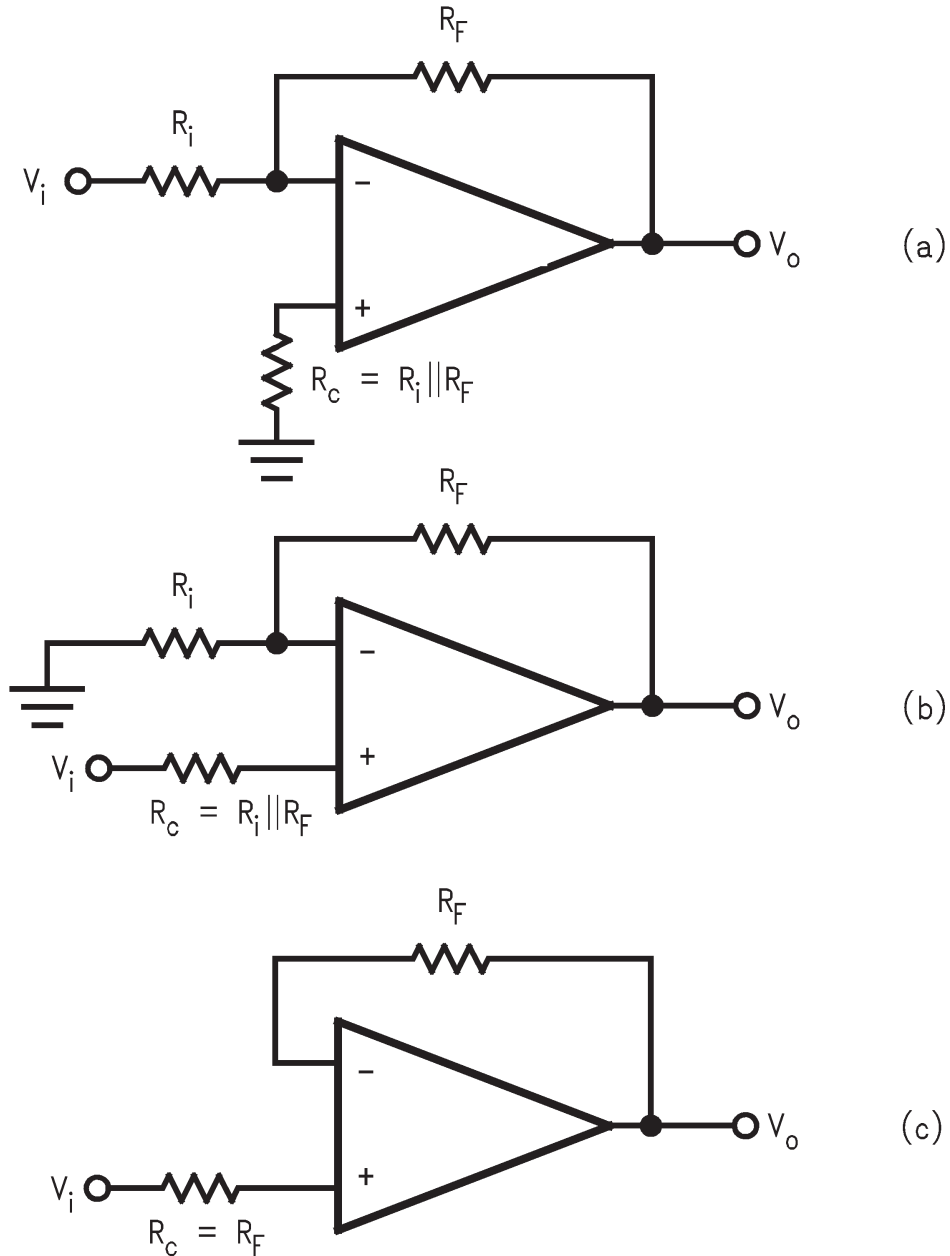 R_F
R_i
V_i
−
V_o
(a)
+
R_c = R_i||R_F
R_F
R_i
−
V_o
(b)
+
V_i
R_c = R_i||R_F
R_F
−
V_o
(c)
+
V_i
R_c = R_F